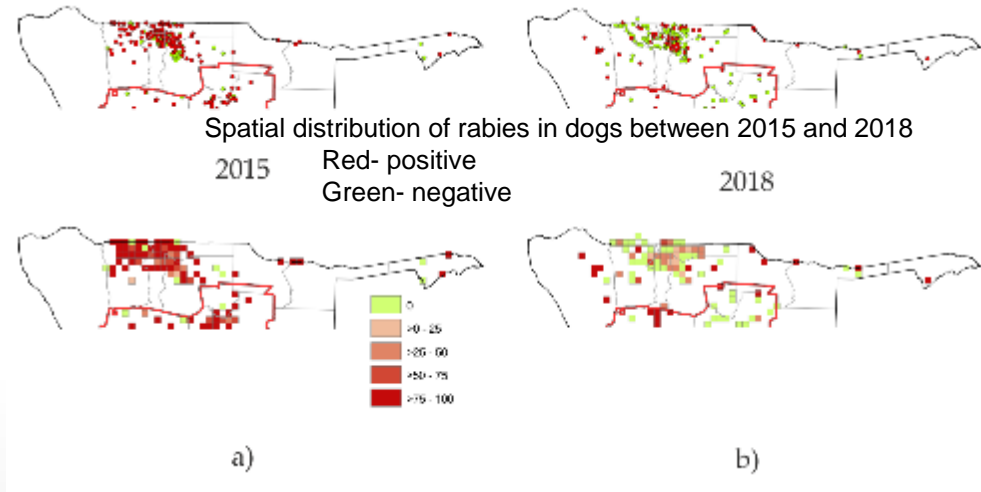 Spatial distribution of rabies in dogs between 2015 and 2018
Red- positive
Green- negative
2015
2018
0
>0 - 25
>25 - 50
>50 - 75
>75 - 100
a)
b)